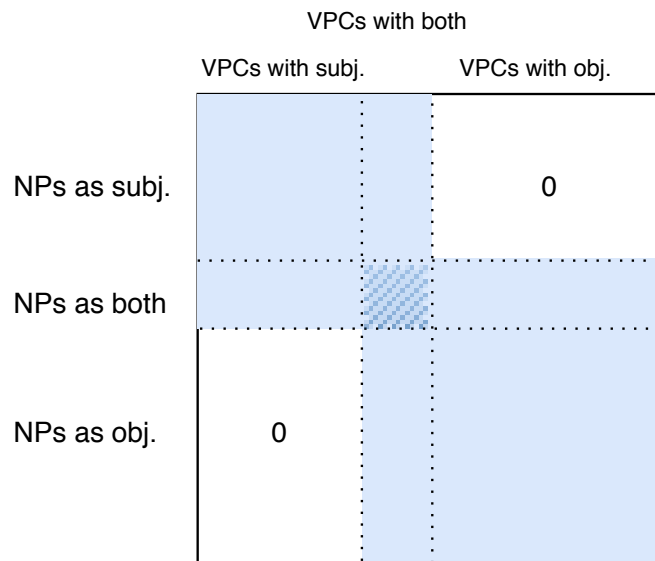 VPCs with both
VPCs with subj. VPCs with obj.
NPs as subj. 0
NPs as both
NPs as obj. 0